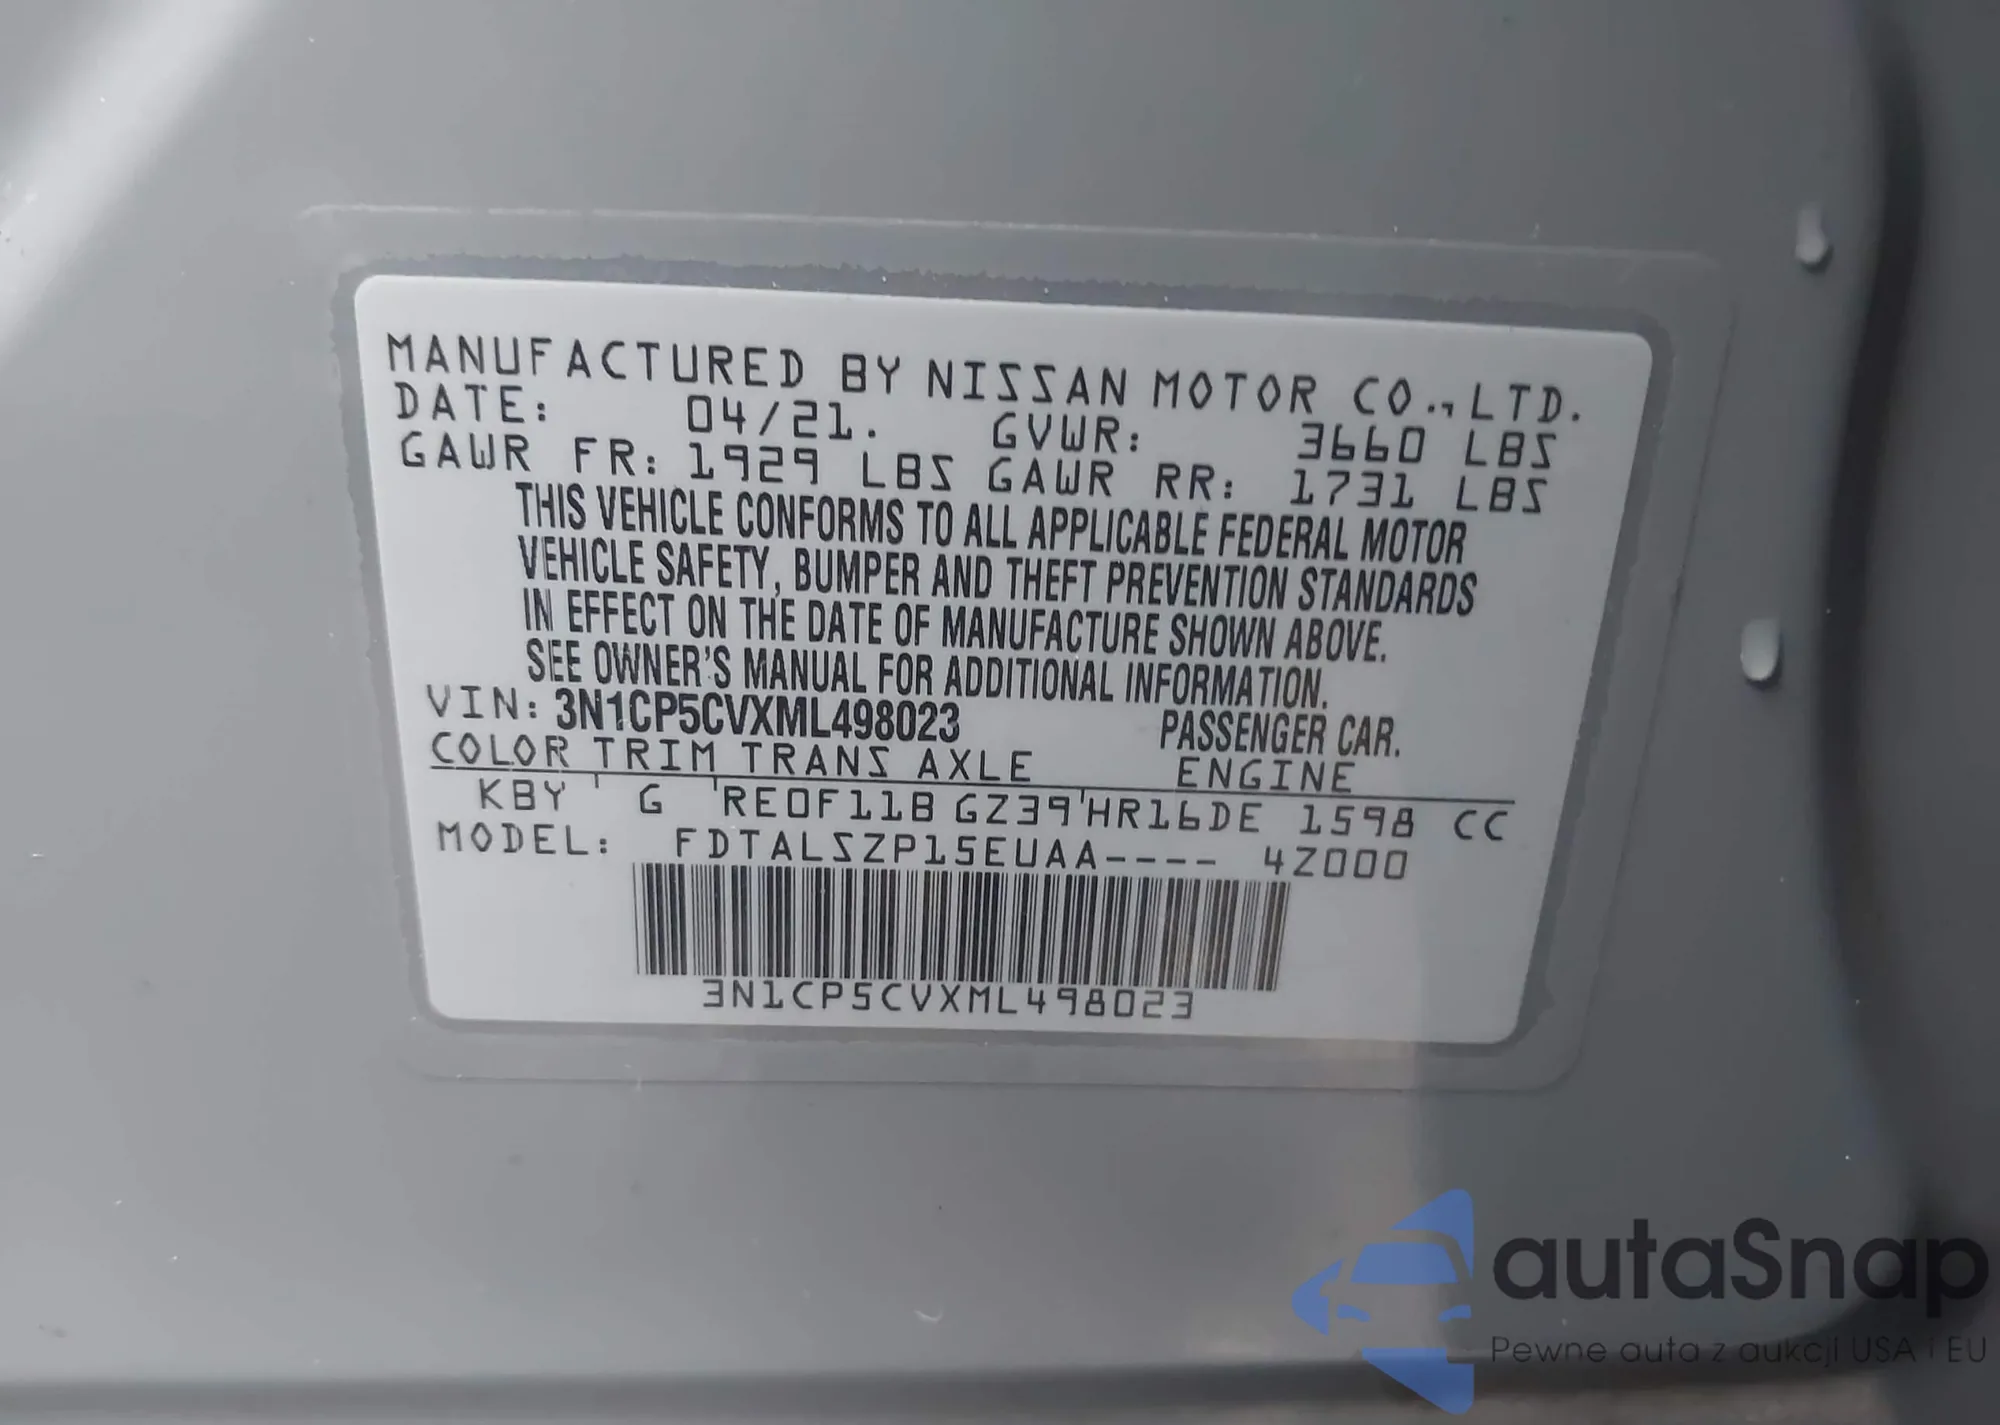 MANUFACTURED BY NISSAN MOTOR CO., LTD.
DATE: 04/21. GVWR: 3660 LBS
GAWR FR: 1929 LBS GAWR RR: 1731 LBS
THIS VEHICLE CONFORMS TO ALL APPLICABLE FEDERAL MOTOR
VEHICLE SAFETY, BUMPER AND THEFT PREVENTION STANDARDS
IN EFFECT ON THE DATE OF MANUFACTURE SHOWN ABOVE.
SEE OWNER'S MANUAL FOR ADDITIONAL INFORMATION.
VIN: 3N1CP5CVXML498023 PASSENGER CAR.
COLOR TRIM TRANS AXLE ENGINE
KBY ' G 'RE0F11B GZ39'HR16DE 1598 CC
MODEL: FDTALSZP15EUAA---- 4Z000
3N1CP5CVXML498023
autaSnap
Pewne auta z aukcji USA i EU